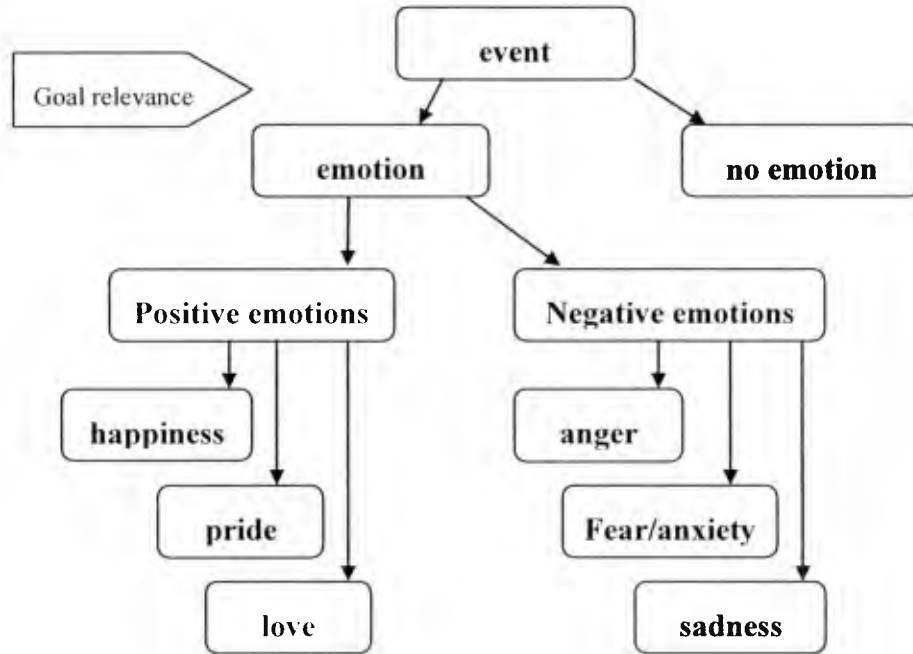 event
Goal relevance
emotion
no emotion
Positive emotions
Negative emotions
happiness
anger
pride
Fear/anxiety
love
sadness